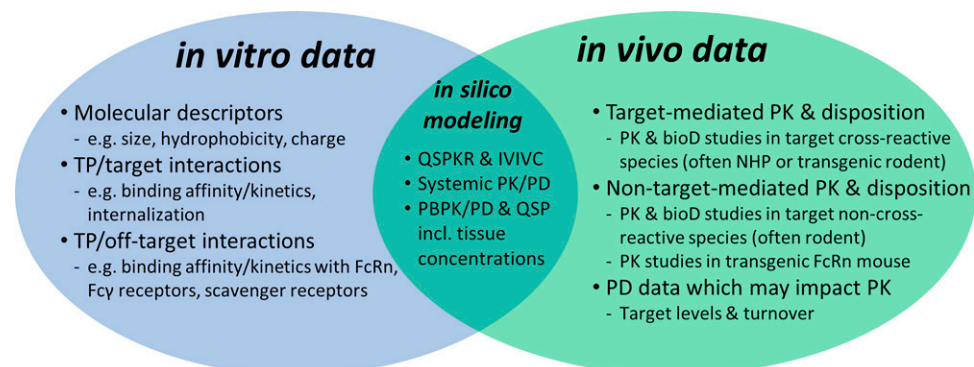 in vitro data
• Molecular descriptors
- e.g. size, hydrophobicity, charge
• TP/target interactions
- e.g. binding affinity/kinetics,
internalization
• TP/off-target interactions
- e.g. binding affinity/kinetics with FcRn,
Fcγ receptors, scavenger receptors
in silico
modeling
• QSPKR & IVIVC
• Systemic PK/PD
• PBPK/PD & QSP
incl. tissue
concentrations
in vivo data
• Target-mediated PK & disposition
- PK & bioD studies in target cross-reactive
species (often NHP or transgenic rodent)
• Non-target-mediated PK & disposition
- PK & bioD studies in target non-cross-
reactive species (often rodent)
- PK studies in transgenic FcRn mouse
• PD data which may impact PK
- Target levels & turnover